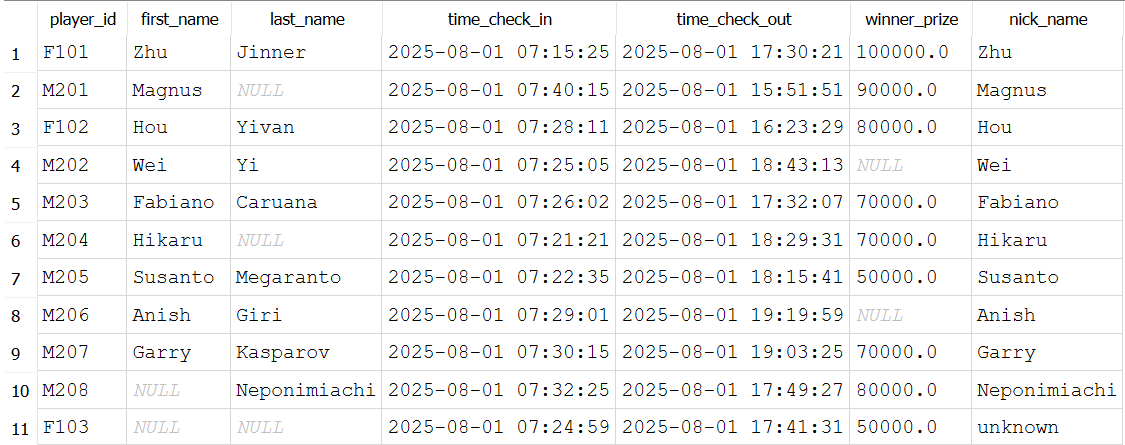 player_id first_name last_name time_check_in time_check_out winner_prize nick_name
1 F101 Zhu Jinner 2025-08-01 07:15:25 2025-08-01 17:30:21 100000.0 Zhu
2 M201 Magnus NULL 2025-08-01 07:40:15 2025-08-01 15:51:51 90000.0 Magnus
3 F102 Hou Yivan 2025-08-01 07:28:11 2025-08-01 16:23:29 80000.0 Hou
4 M202 Wei Yi 2025-08-01 07:25:05 2025-08-01 18:43:13 NULL Wei
5 M203 Fabiano Caruana 2025-08-01 07:26:02 2025-08-01 17:32:07 70000.0 Fabiano
6 M204 Hikaru NULL 2025-08-01 07:21:21 2025-08-01 18:29:31 70000.0 Hikaru
7 M205 Susanto Megaranto 2025-08-01 07:22:35 2025-08-01 18:15:41 50000.0 Susanto
8 M206 Anish Giri 2025-08-01 07:29:01 2025-08-01 19:19:59 NULL Anish
9 M207 Garry Kasparov 2025-08-01 07:30:15 2025-08-01 19:03:25 70000.0 Garry
10 M208 NULL Neponimiachi 2025-08-01 07:32:25 2025-08-01 17:49:27 80000.0 Neponimiachi
11 F103 NULL NULL 2025-08-01 07:24:59 2025-08-01 17:41:31 50000.0 unknown